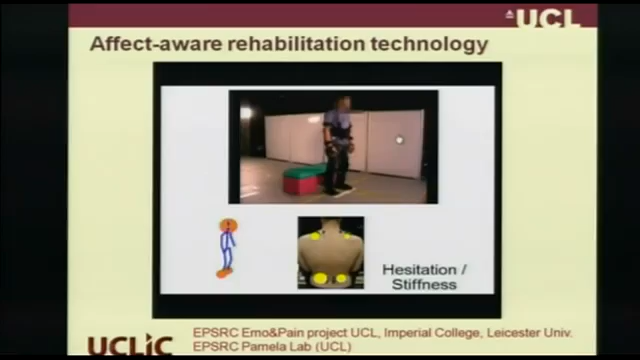 UCL
Affect-aware rehabilitation technology
Hesitation /
Stiffness
UCLIC
EPSRC Emo&Pain project UCL, Imperial College, Leicester Univ.
EPSRC Pamela Lab (UCL)